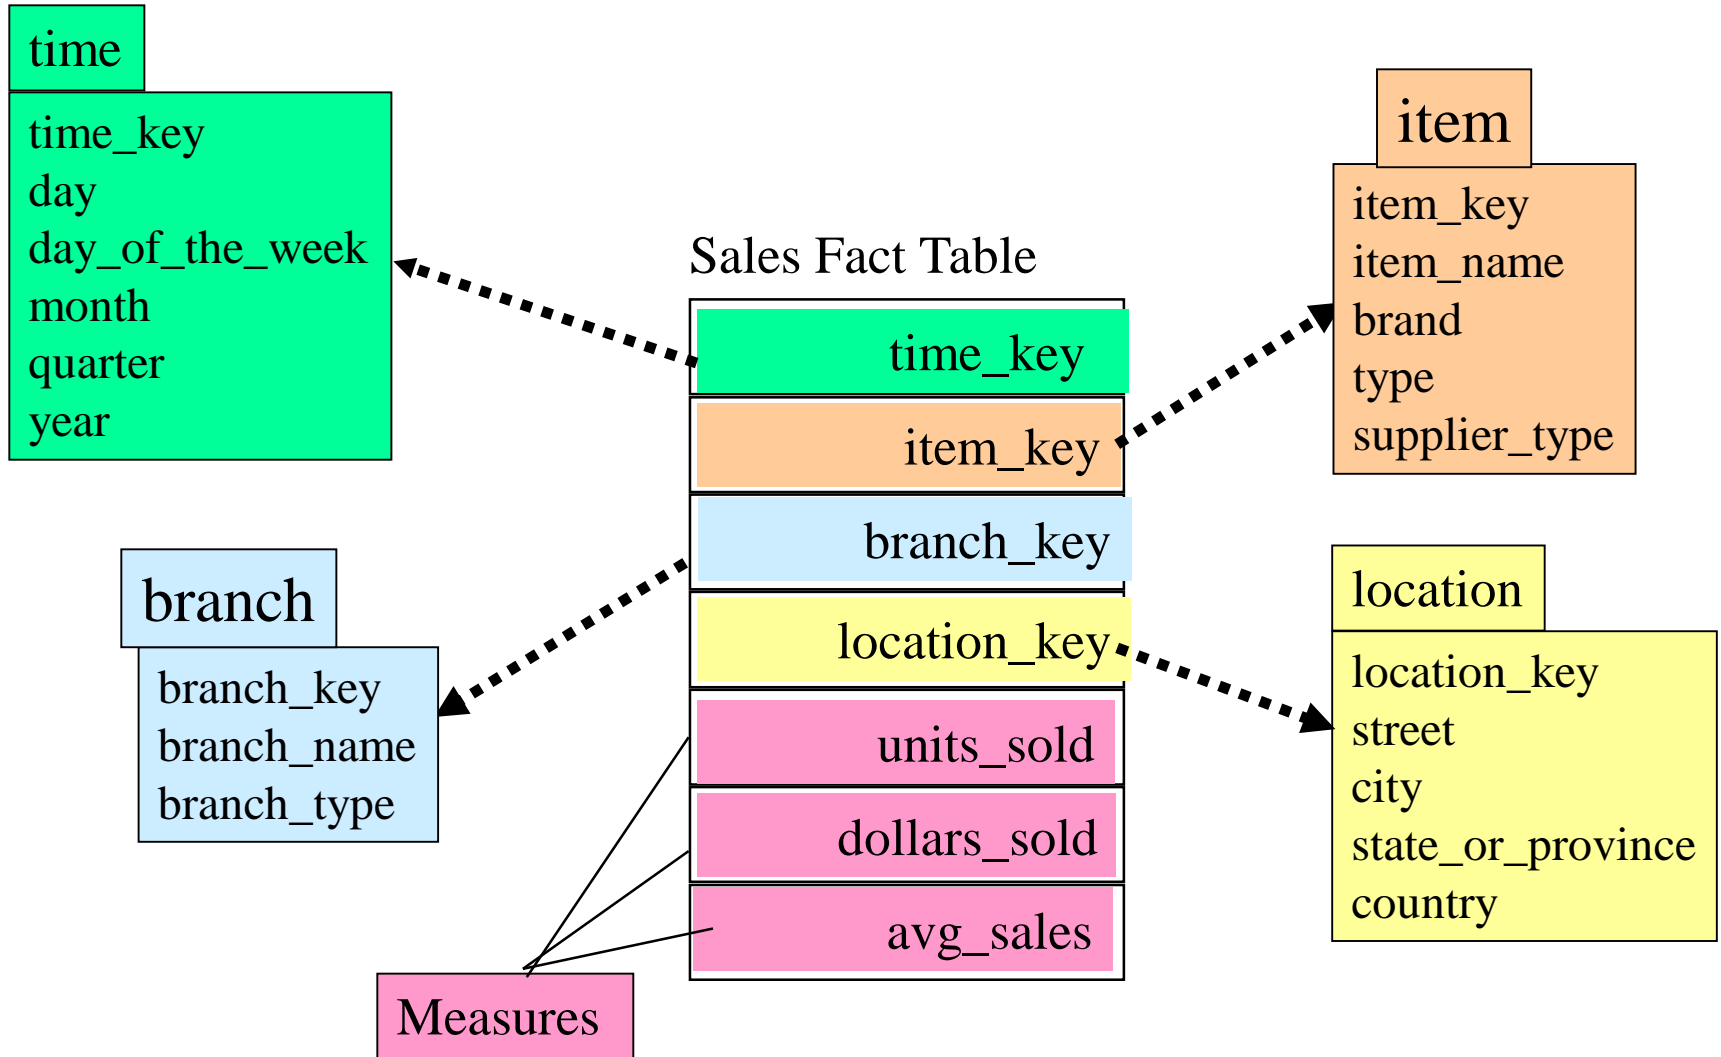 time
time_key
day
day_of_the_week
month
quarter
year
item
item_key
item_name
brand
type
supplier_type
Sales Fact Table
time_key
item_key
branch_key
location_key
units_sold
dollars_sold
avg_sales
branch
branch_key
branch_name
branch_type
location
location_key
street
city
state_or_province
country
Measures